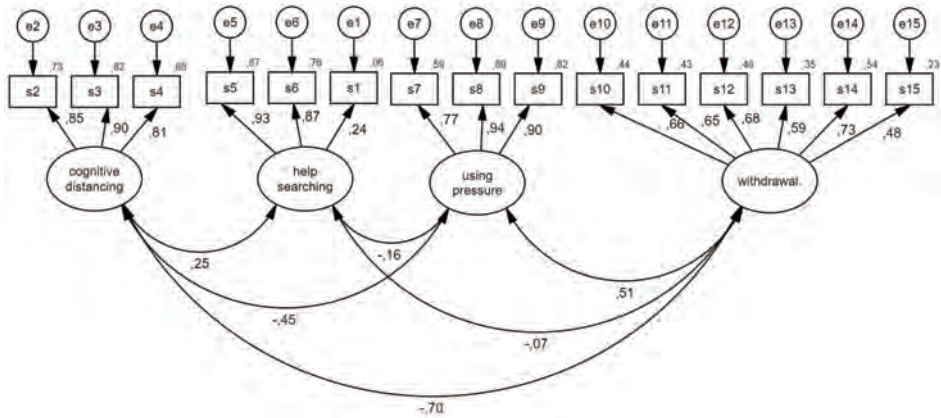 e2 e3 e4 e5 e6 e1 e7 e8 e9 e10 e11 e12 e13 e14 e15
,73 ,82 ,65 ,87 ,76 ,06 ,59 ,89 ,82 ,44 ,43 ,46 ,35 ,54 ,23
s2 s3 s4 s5 s6 s1 s7 s8 s9 s10 s11 s12 s13 s14 s15
,85 ,90 ,81 ,93 ,87 ,24 ,77 ,94 ,90 ,66 ,65 ,68 ,59 ,73 ,48
cognitive
distancing
help
searching
using
pressure
withdrawal.
,25
-,16
-,45
,51
-,07
-,70